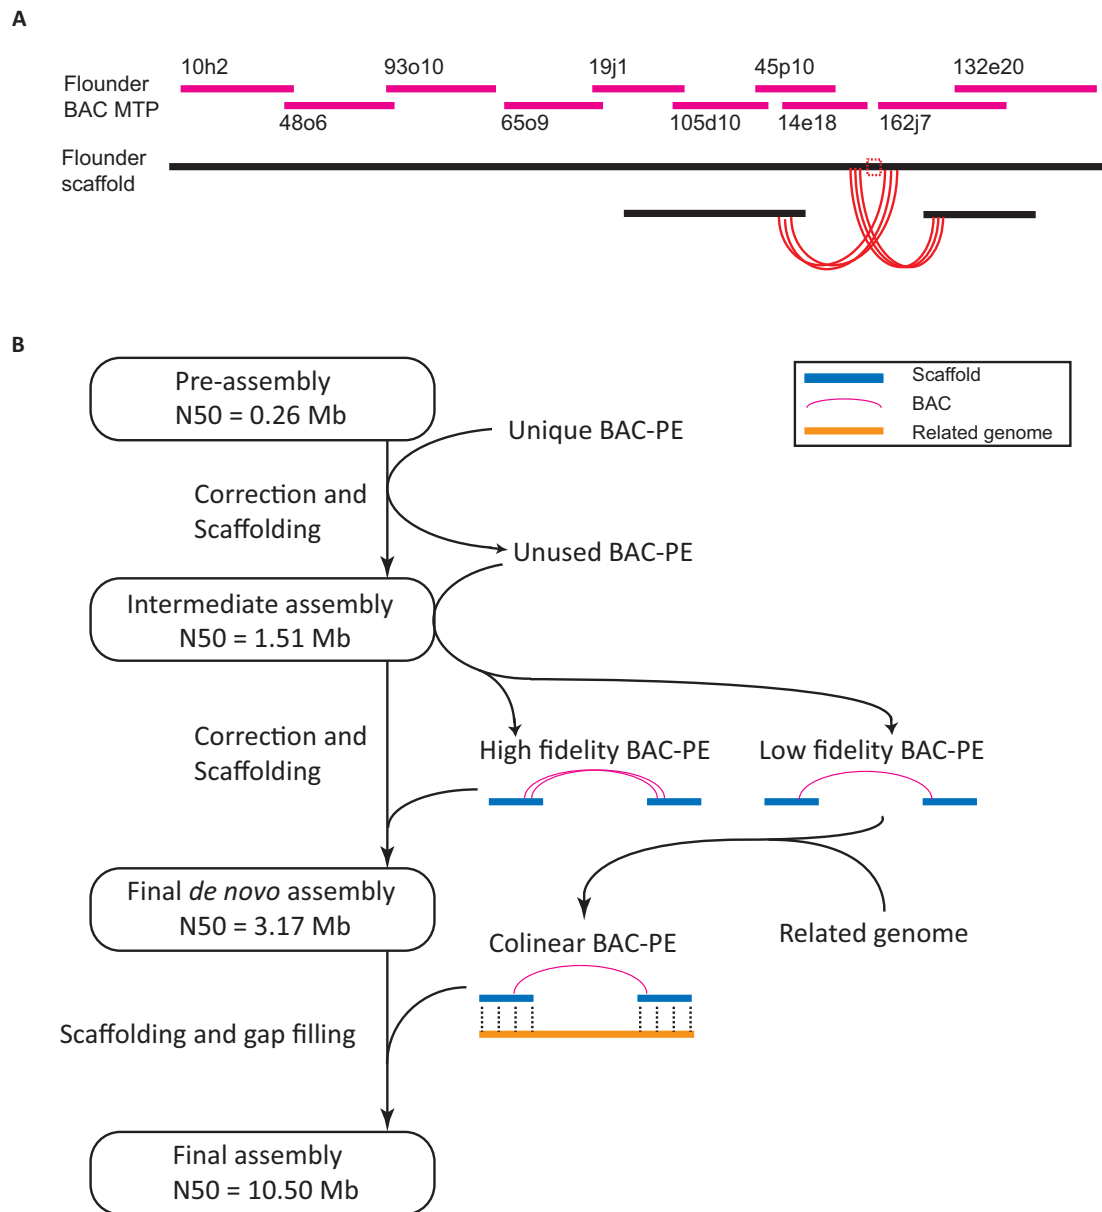 A
10h2
93o10
19j1
45p10
132e20
Flounder
BAC MTP
48o6
65o9
105d10
14e18
162j7
Flounder
scaffold
B
Pre-assembly
N50 = 0.26 Mb
Scaffold
BAC
Related genome
Unique BAC-PE
Correction and
Scaffolding
Unused BAC-PE
Intermediate assembly
N50 = 1.51 Mb
Correction and
Scaffolding
High fidelity BAC-PE
Low fidelity BAC-PE
Final de novo assembly
N50 = 3.17 Mb
Colinear BAC-PE
Related genome
Scaffolding and gap filling
Final assembly
N50 = 10.50 Mb